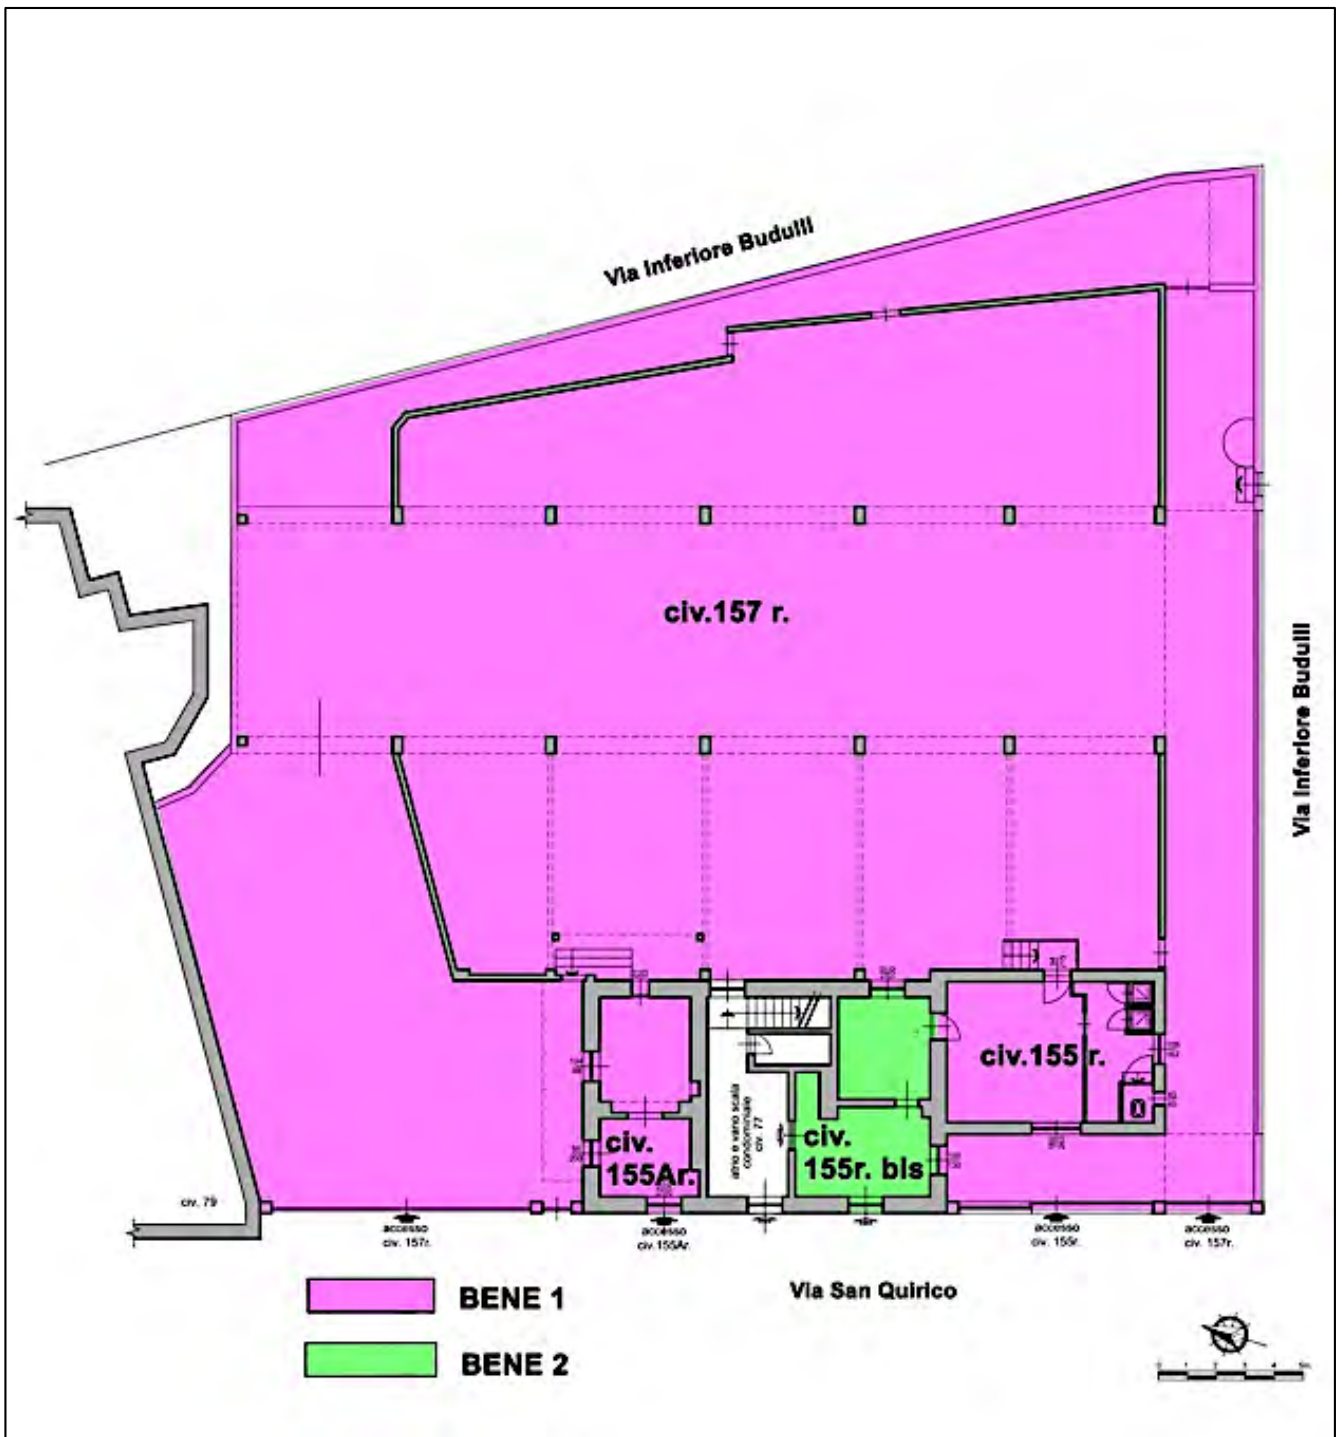 Via Inferiore Budulli
civ.157 r.
Via Inferiore Budulli
civ.155 r.
civ.
155Ar.
atrio e vano scala
condominiale
civ. 77
civ.
155r. bis
civ. 79
accesso
civ. 157r.
accesso
civ.155Ar.
accesso
civ. 155r.
accesso
civ. 157r.
Via San Quirico
BENE 1
BENE 2